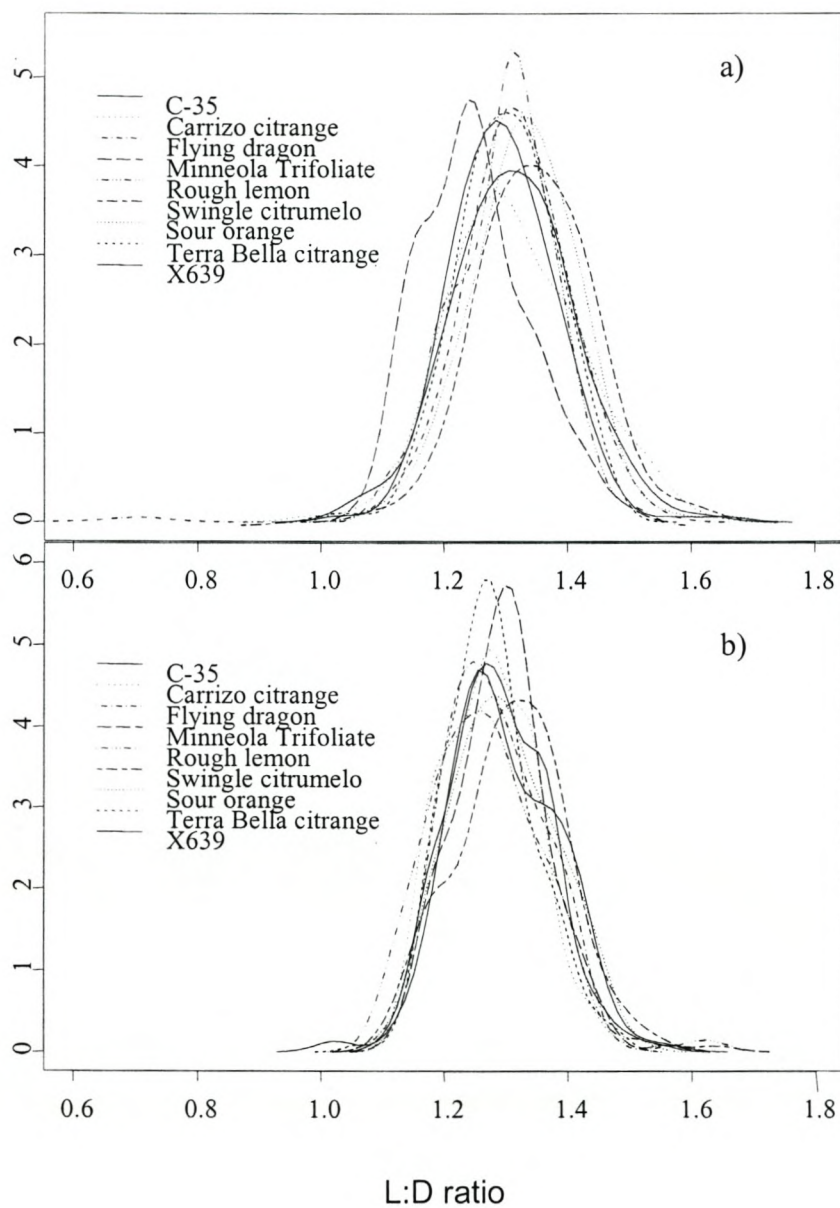 a)
5
4
3
2
1
0
C-35
Carrizo citrange
Flying dragon
Minneola Trifoliate
Rough lemon
Swingle citrumelo
Sour orange
Terra Bella citrange
X639
0.6 0.8 1.0 1.2 1.4 1.6 1.8
b)
6
5
4
3
2
1
0
C-35
Carrizo citrange
Flying dragon
Minneola Trifoliate
Rough lemon
Swingle citrumelo
Sour orange
Terra Bella citrange
X639
0.6 0.8 1.0 1.2 1.4 1.6 1.8
L:D ratio